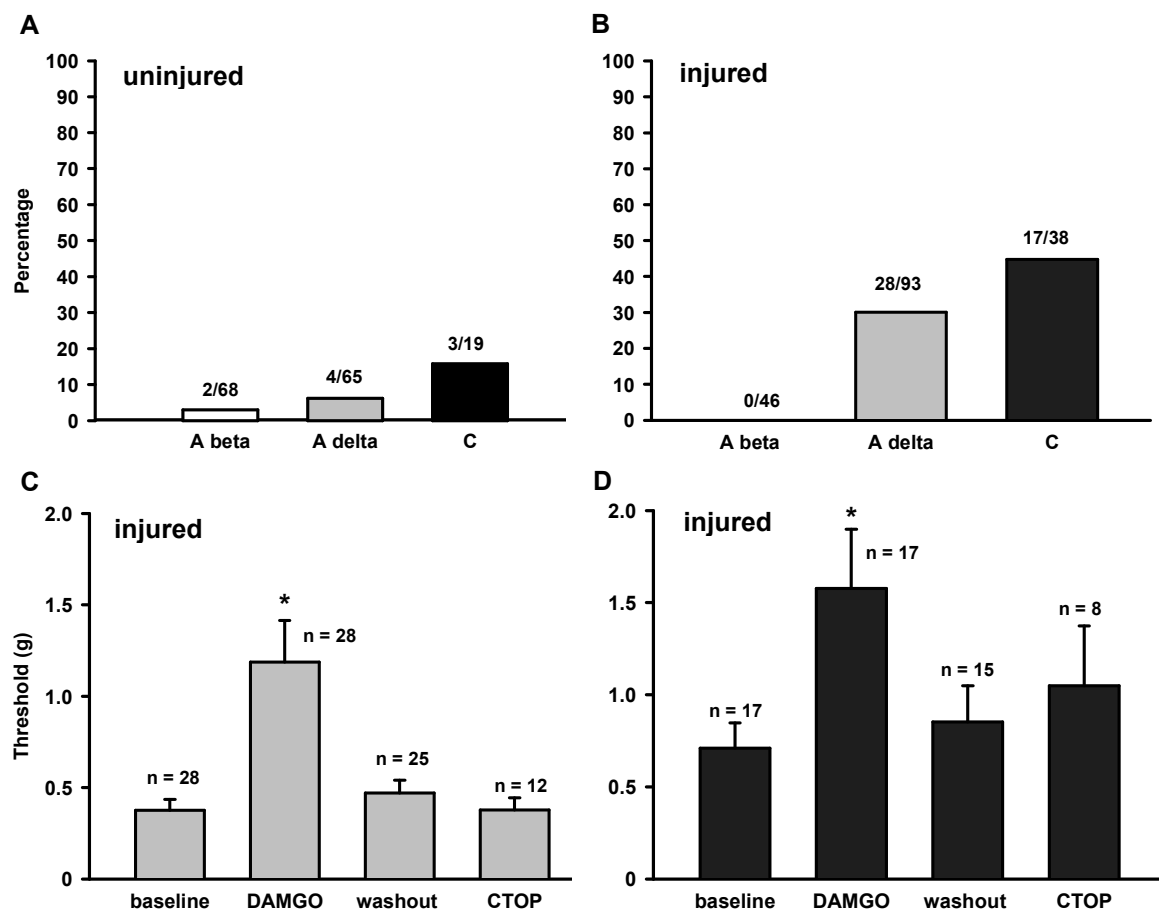 A
uninjured
100
90
80
70
60
50
40
30
20
10
0
Percentage
2/68
4/65
3/19
A beta
A delta
C
B
injured
100
90
80
70
60
50
40
30
20
10
0
0/46
28/93
17/38
A beta
A delta
C
C
injured
2.0
1.5
1.0
0.5
0
Threshold (g)
n = 28
*
n = 28
n = 25
n = 12
baseline
DAMGO
washout
CTOP
D
injured
2.0
1.5
1.0
0.5
0
n = 17
*
n = 17
n = 15
n = 8
baseline
DAMGO
washout
CTOP